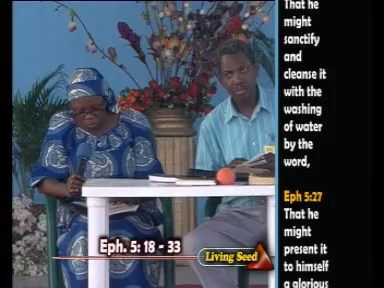 That he
might
sanctify
and
cleanse it
with the
washing
of water
by the
word,
Eph 5:27
That he
might
present it
to himself
a glorious
Eph. 5: 18 - 33
Living Seed